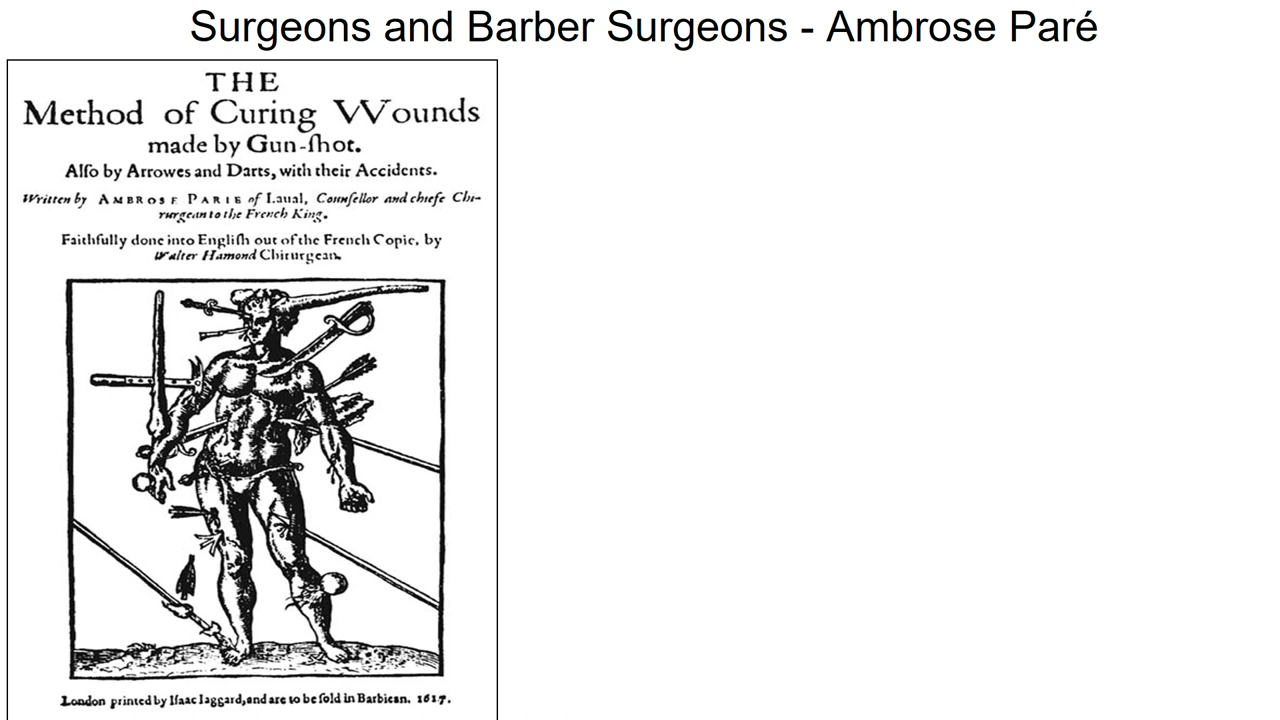 Surgeons and Barber Surgeons - Ambrose Paré
THE
Method of Curing Wounds
made by Gun-ſhot.
Alſo by Arrowes and Darts, with their Accidents.
Written by AMBROSE PARIE of Laual, Counſellor and chiefe Chi-
rurgean to the French King.
Faithfully done into Engliſh out of the French Copie, by
Walter Hamond Chirurgean.
London printed by Iſaac Iaggard, and are to be ſold in Barbican. 1617.